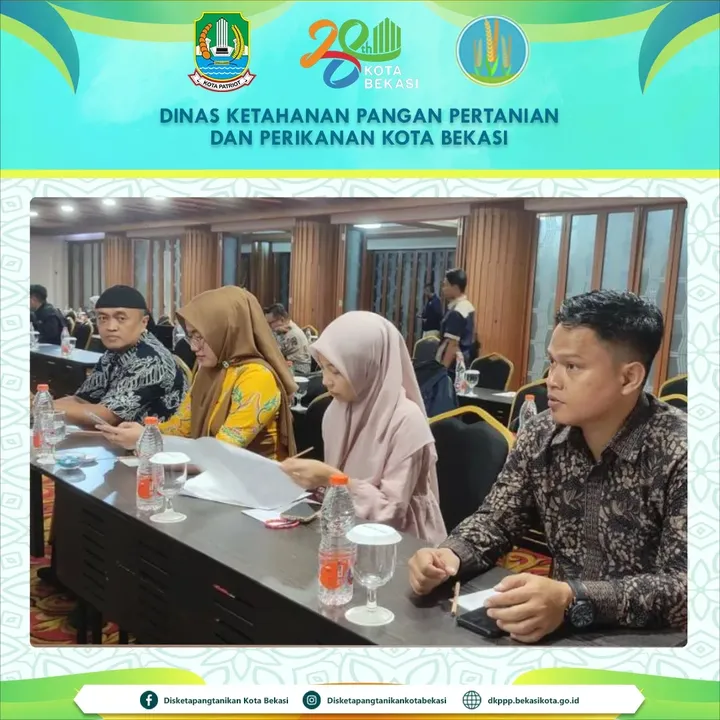 KOTA PATRIOT
28th
KOTA
BEKASI
DINAS KETAHANAN PANGAN PERTANIAN
DAN PERIKANAN KOTA BEKASI
Disketapangtanikan Kota Bekasi
Disketapangtanikankotabekasi
dkppp.bekasikota.go.id